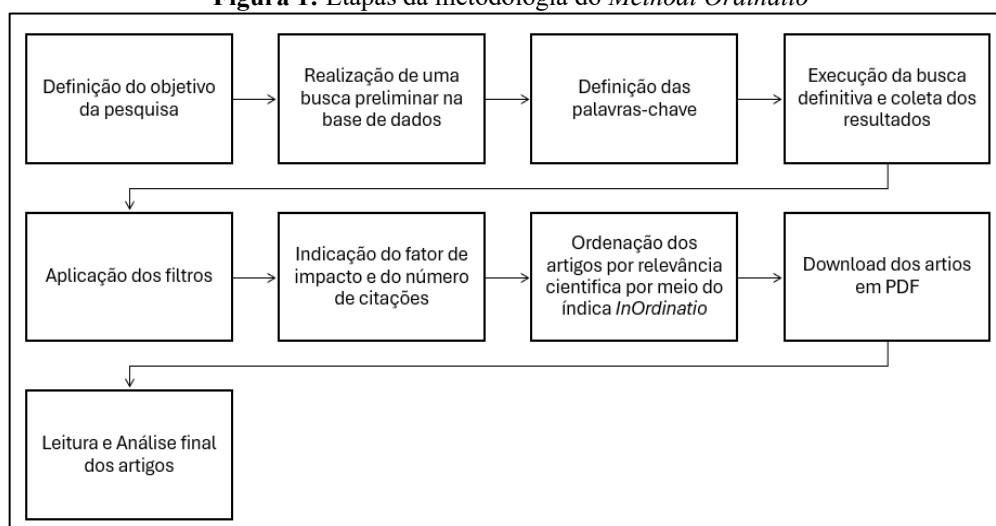 Figura 1: Etapas da metodologia do Methodi Ordinatio
Definição do objetivo
da pesquisa
Realização de uma
busca preliminar na
base de dados
Definição das
palavras-chave
Execução da busca
definitiva e coleta dos
resultados
Aplicação dos filtros
Indicação do fator de
impacto e do número
de citações
Ordenação dos
artigos por relevância
cientifica por meio do
índica InOrdinatio
Download dos artios
em PDF
Leitura e Análise final
dos artigos